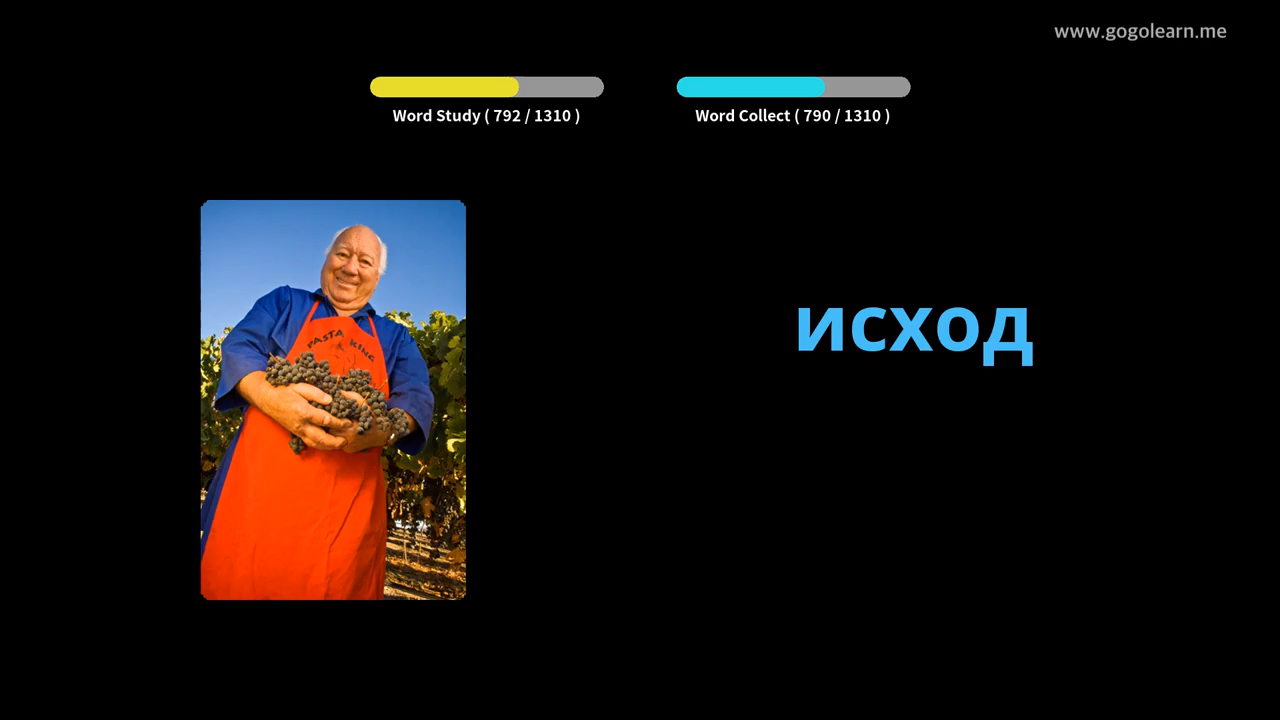 www.gogolearn.me
Word Study ( 792 / 1310 )
Word Collect ( 790 / 1310 )
исход
PASTA KING